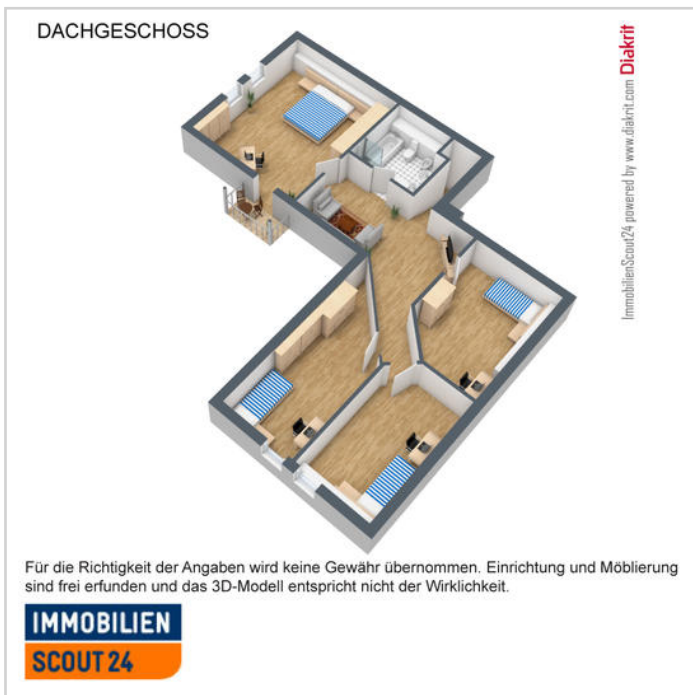 DACHGESCHOSS
ImmobilienScout24 powered by www.diakrit.com Diakrit
Für die Richtigkeit der Angaben wird keine Gewähr übernommen. Einrichtung und Möblierung
sind frei erfunden und das 3D-Modell entspricht nicht der Wirklichkeit.
IMMOBILIEN
SCOUT 24